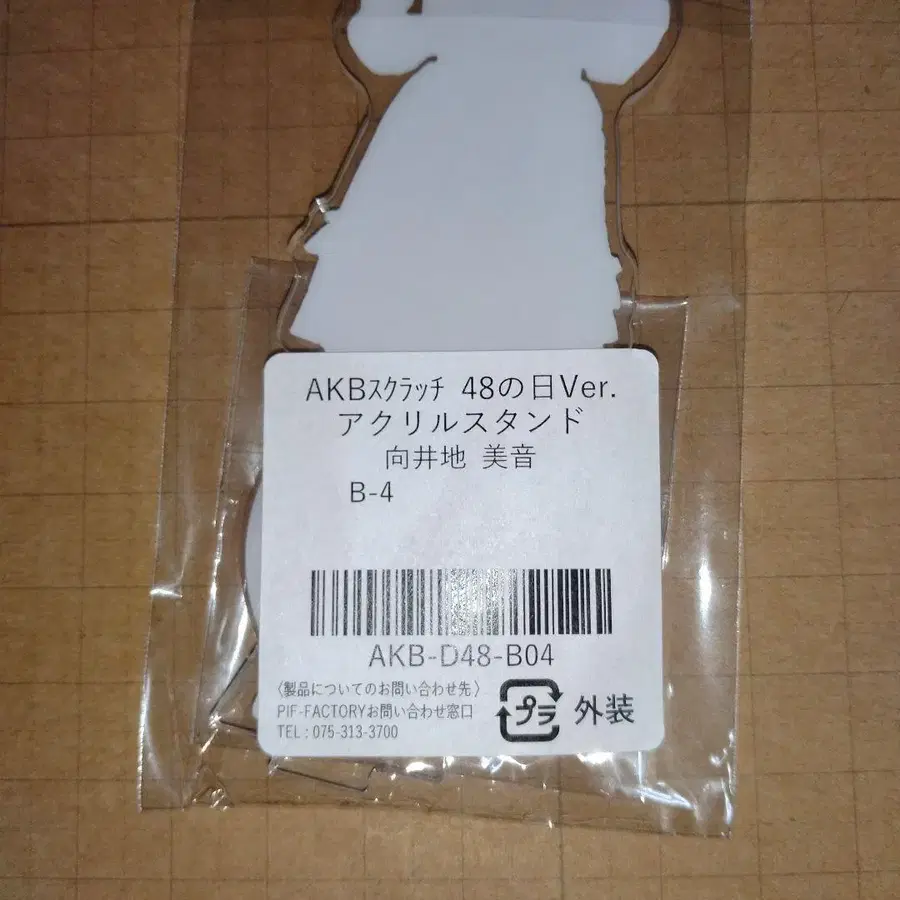 AKBｽｸﾗｯﾁ 48の日Ver.
アクリルスタンド
向井地 美音
B-4
AKB-D48-B04
〈製品についてのお問い合わせ先〉
PIF-FACTORYお問い合わせ窓口
TEL : 075-313-3700
プラ 外装